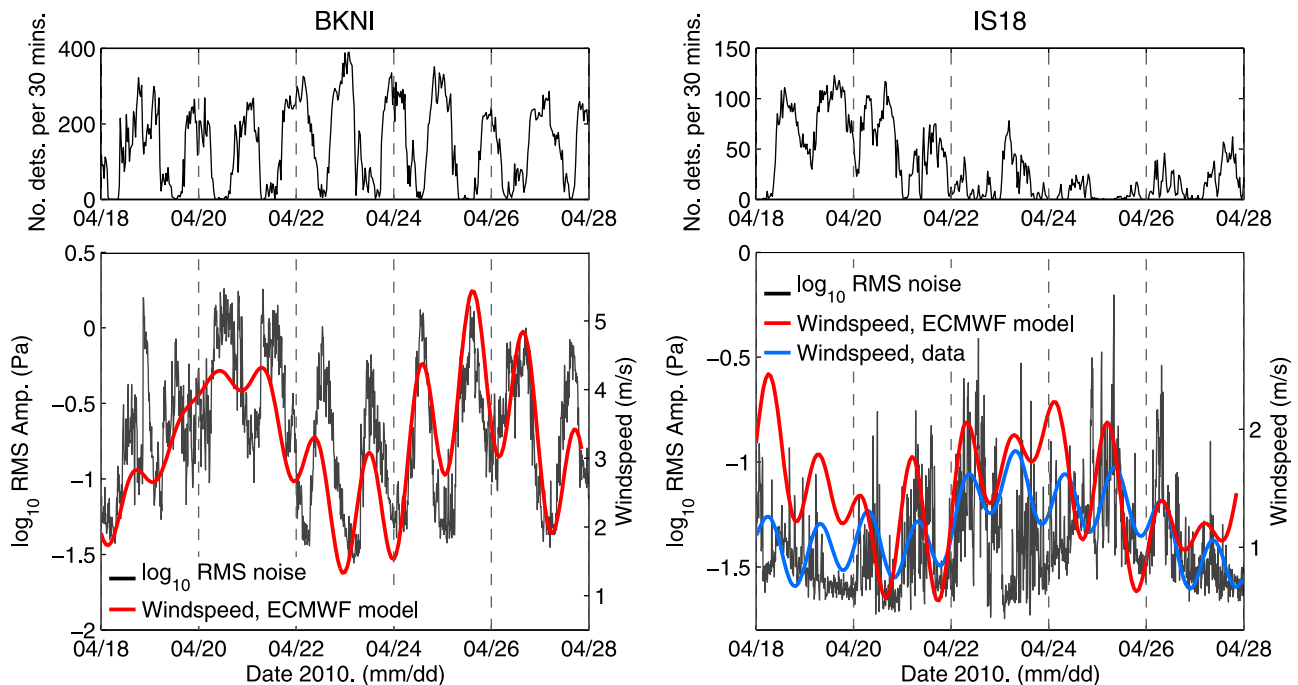 BKNI
No. dets. per 30 mins.
400
200
0
04/18 04/20 04/22 04/24 04/26 04/28
IS18
No. dets. per 30 mins.
150
100
50
0
04/18 04/20 04/22 04/24 04/26 04/28
log10 RMS Amp. (Pa)
0.5
0
−0.5
−1
−1.5
−2
Windspeed (m/s)
5
4
3
2
1
log10 RMS noise
Windspeed, ECMWF model
04/18 04/20 04/22 04/24 04/26 04/28
Date 2010. (mm/dd)
log10 RMS Amp. (Pa)
0
−0.5
−1
−1.5
Windspeed (m/s)
2
1
log10 RMS noise
Windspeed, ECMWF model
Windspeed, data
04/18 04/20 04/22 04/24 04/26 04/28
Date 2010. (mm/dd)